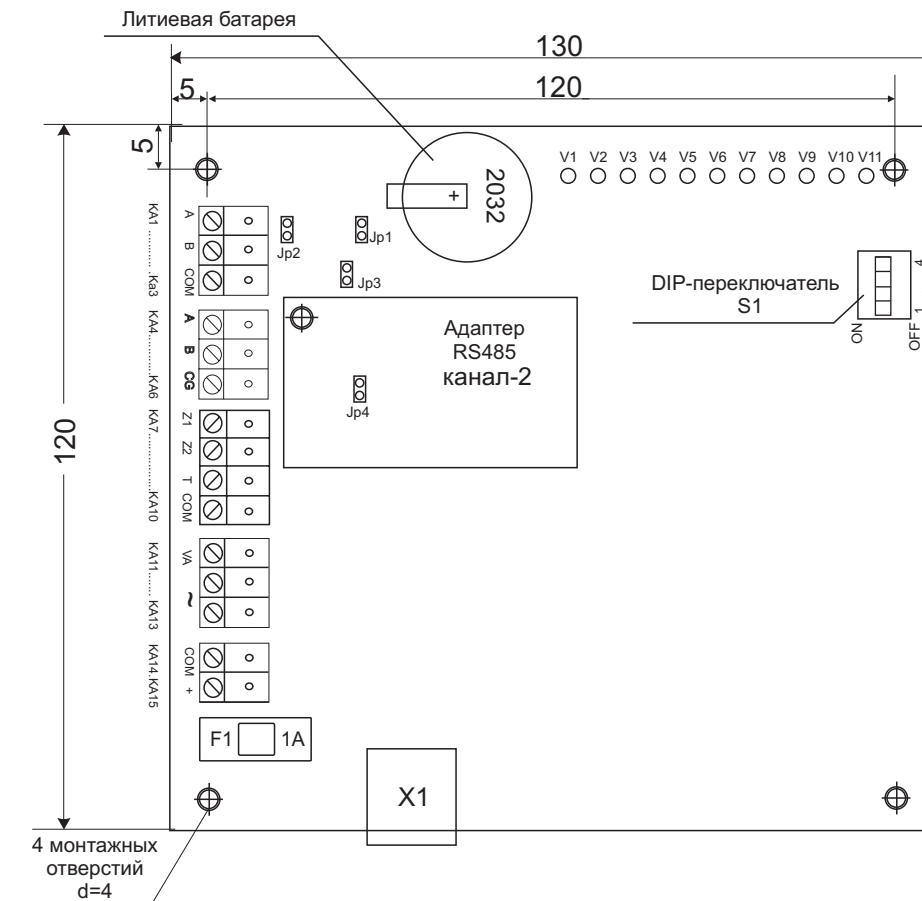 Литиевая батарея
130
5
120
5
V1 V2 V3 V4 V5 V6 V7 V8 V9 V10 V11
2032
+
KA1 .......... .Ka3
A
B
COM
Jp2
Jp1
Jp3
DIP-переключатель
S1
4
1
ON
OFF
KA4..........KA6
A
B
CG
Адаптер
RS485
канал-2
Jp4
120
KA7....................KA10
Z1
Z2
T
COM
KA11....... KA13
VA
~
KA14.KA15
COM
+
F1
1A
X1
4 монтажных
отверстий
d=4